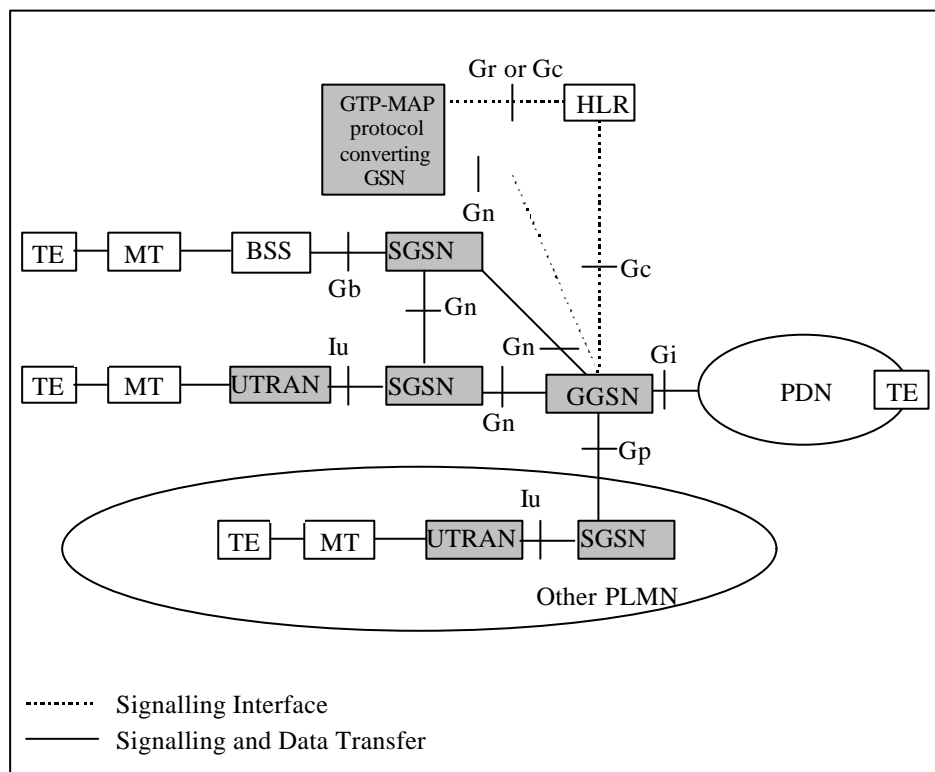 Gr or Gc
GTP-MAP
protocol
converting
GSN
HLR
Gn
TE
MT
BSS
SGSN
Gb
Gc
Gn
Gn
Iu
Gi
TE
MT
UTRAN
SGSN
Gn
GGSN
PDN
TE
Gp
Iu
TE
MT
UTRAN
SGSN
Other PLMN
Signalling Interface
Signalling and Data Transfer